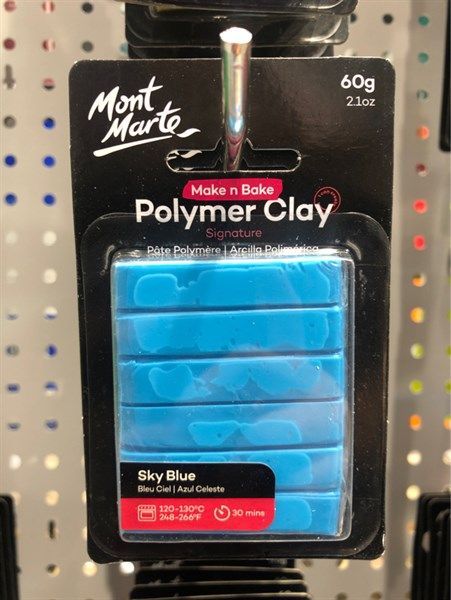 Mont
Marte
60g
2.1oz
Make n Bake
Polymer Clay
Signature
Pâte Polymère | Arcilla Polimérica
Sky Blue
Bleu Ciel | Azul Celeste
120-130°C
248-266°F
30 mins